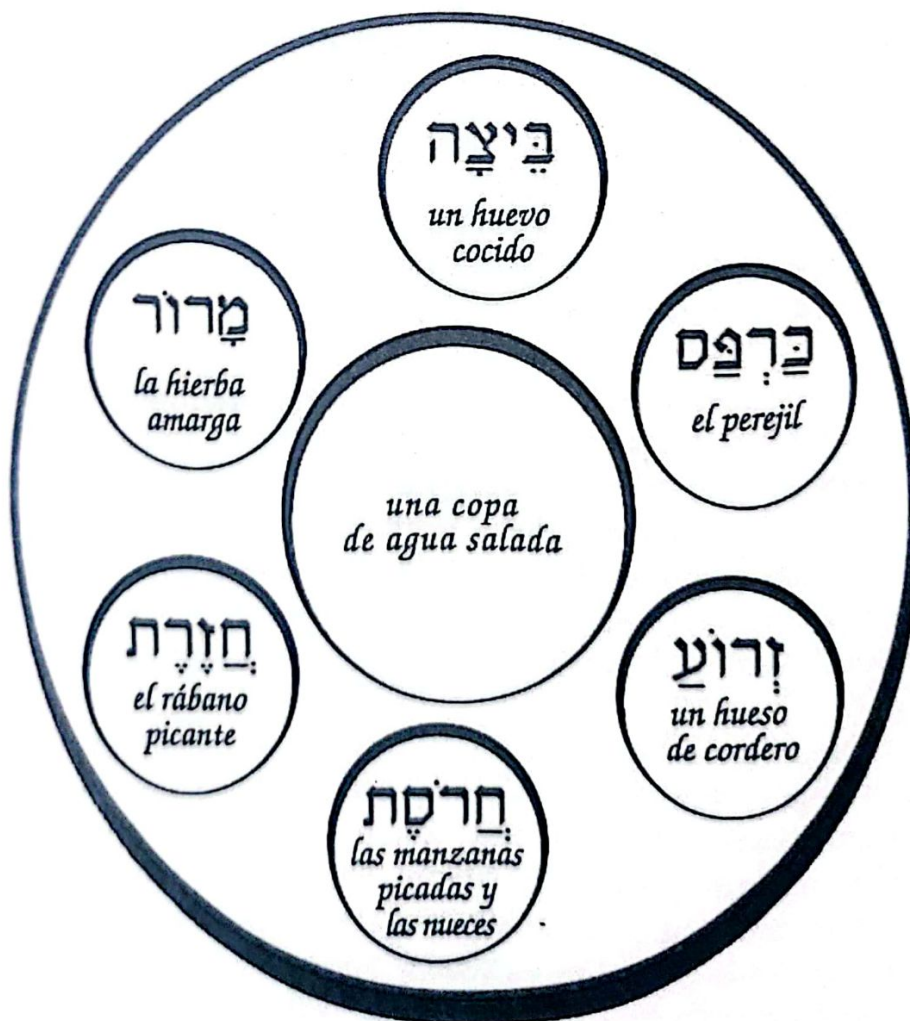 בֵּיצָה
un huevo
cocido
מָרוֹר
la hierba
amarga
כַּרְפַּס
el perejil
una copa
de agua salada
חֲזֶרֶת
el rábano
picante
זְרוֹעַ
un hueso
de cordero
חֲרֹסֶת
las manzanas
picadas y
las nueces